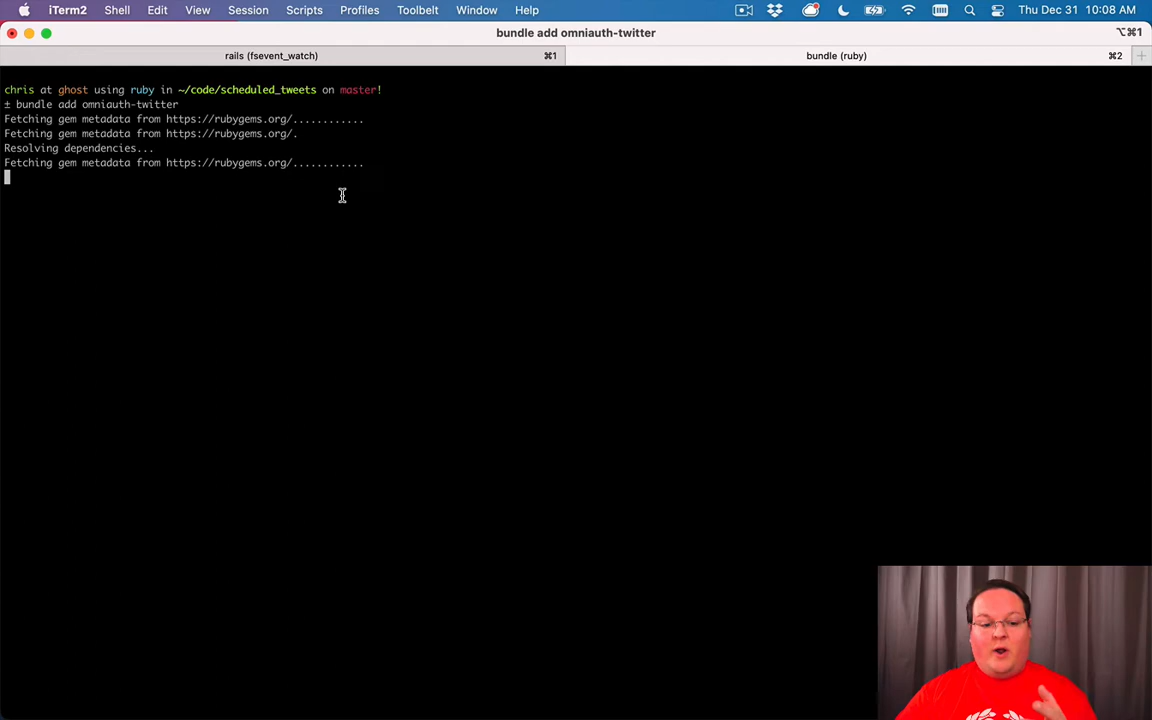 iTerm2 Shell Edit View Session Scripts Profiles Toolbelt Window Help Thu Dec 31 10:08 AM
bundle add omniauth-twitter ⌥⌘1
rails (fsevent_watch) ⌘1 bundle (ruby) ⌘2
chris at ghost using ruby in ~/code/scheduled_tweets on master!
± bundle add omniauth-twitter
Fetching gem metadata from https://rubygems.org/............
Fetching gem metadata from https://rubygems.org/.
Resolving dependencies...
Fetching gem metadata from https://rubygems.org/............